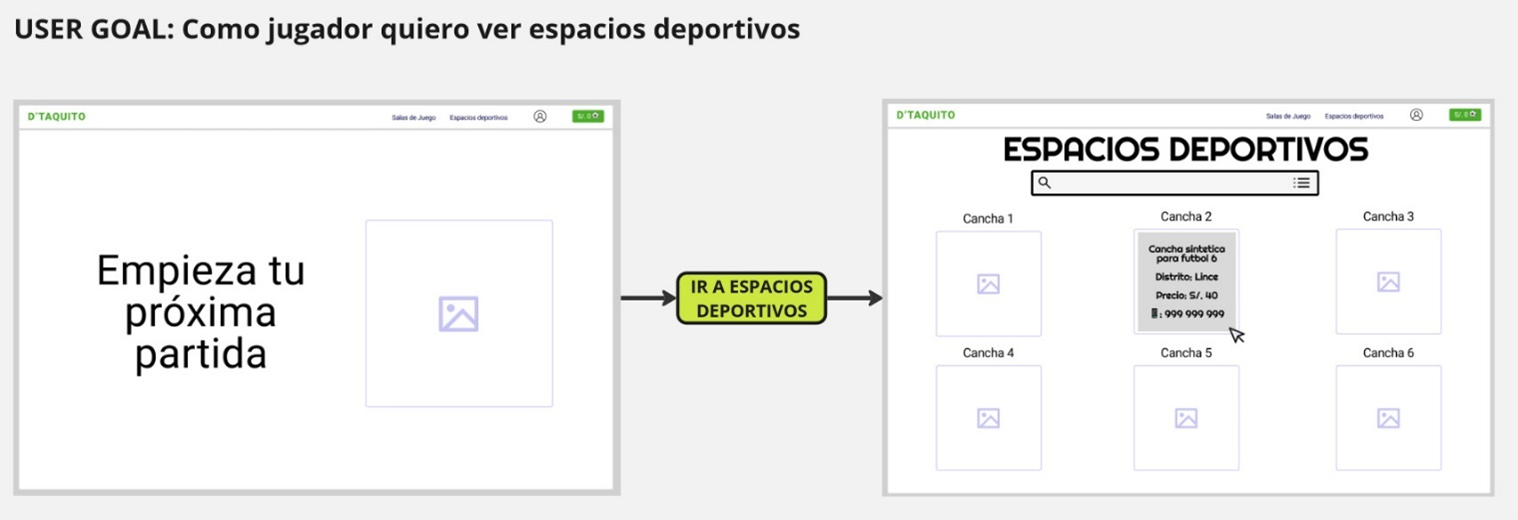 USER GOAL: Como jugador quiero ver espacios deportivos
D'TAQUITO
Salas de Juego
Espacios deportivos
S/. 0
Empieza tu
próxima
partida
IR A ESPACIOS
DEPORTIVOS
D'TAQUITO
Salas de Juego
Espacios deportivos
S/. 0
ESPACIOS DEPORTIVOS
Cancha 1
Cancha 2
Cancha 3
Cancha sintetica
para futbol 6
Distrito: Lince
Precio: S/. 40
: 999 999 999
Cancha 4
Cancha 5
Cancha 6